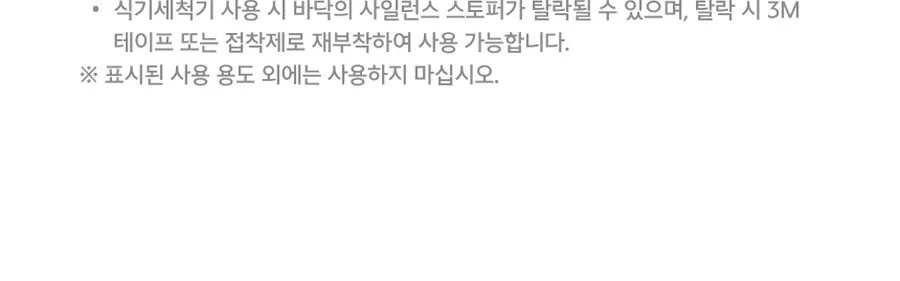 • 식기세척기 사용 시 바닥의 사일런스 스토퍼가 탈락될 수 있으며, 탈락 시 3M
테이프 또는 접착제로 재부착하여 사용 가능합니다.
※ 표시된 사용 용도 외에는 사용하지 마십시오.